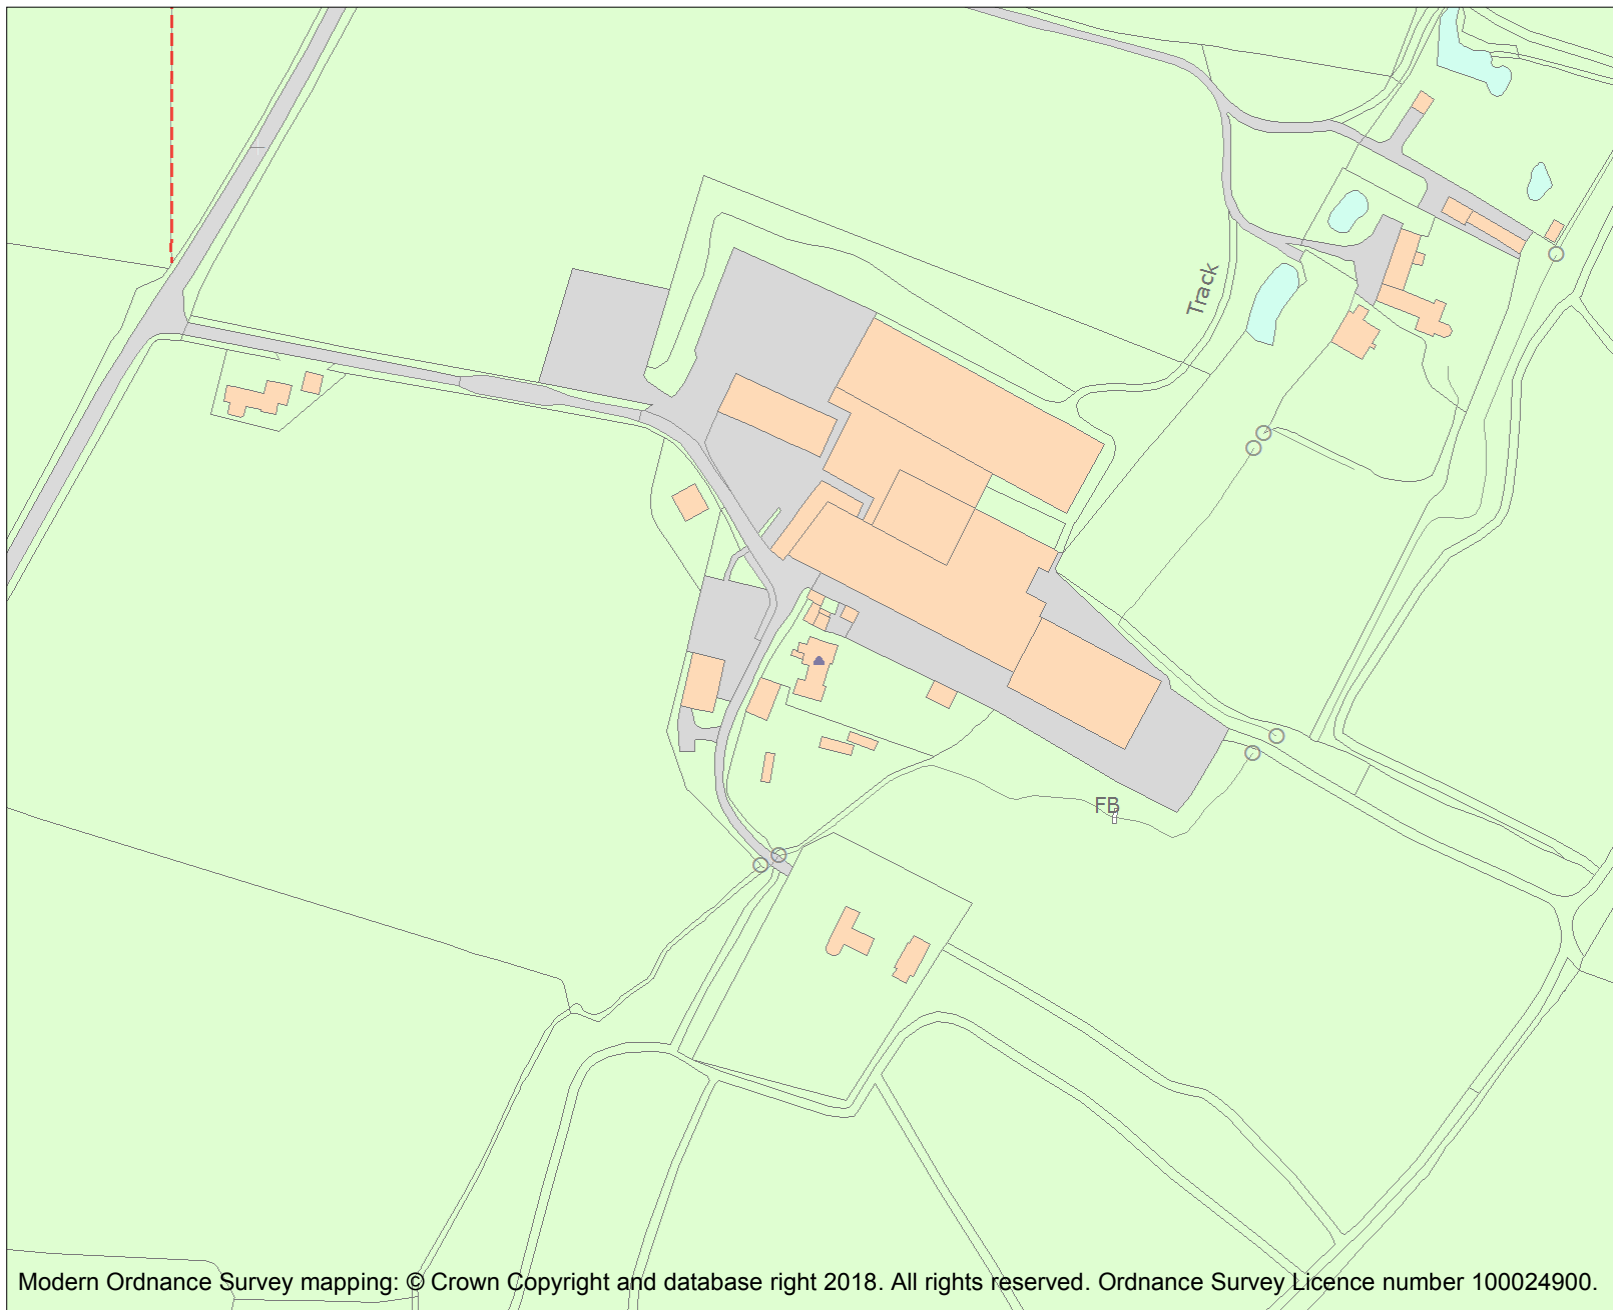 Track
FB
Modern Ordnance Survey mapping: © Crown Copyright and database right 2018. All rights reserved. Ordnance Survey Licence number 100024900.